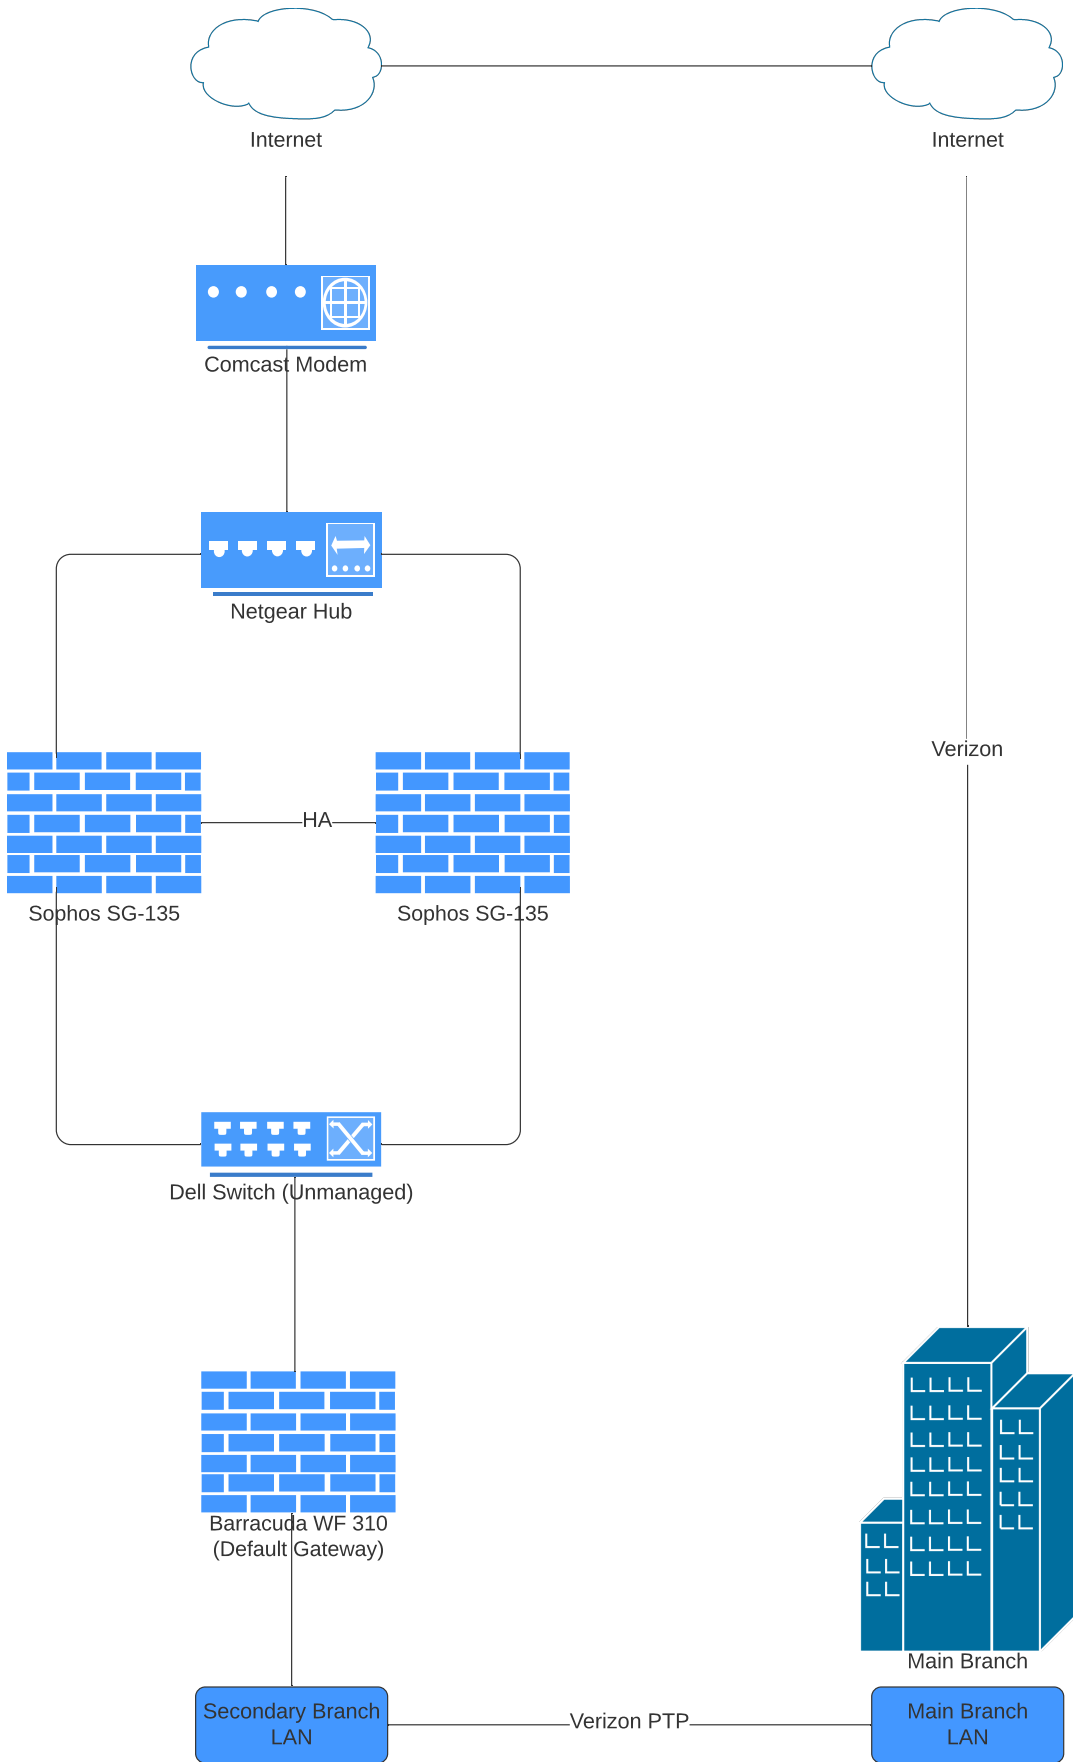 Internet
Internet
Comcast Modem
Netgear Hub
Verizon
HA
Sophos SG-135
Sophos SG-135
Dell Switch (Unmanaged)
Barracuda WF 310
(Default Gateway)
Main Branch
Secondary Branch
LAN
Verizon PTP
Main Branch
LAN